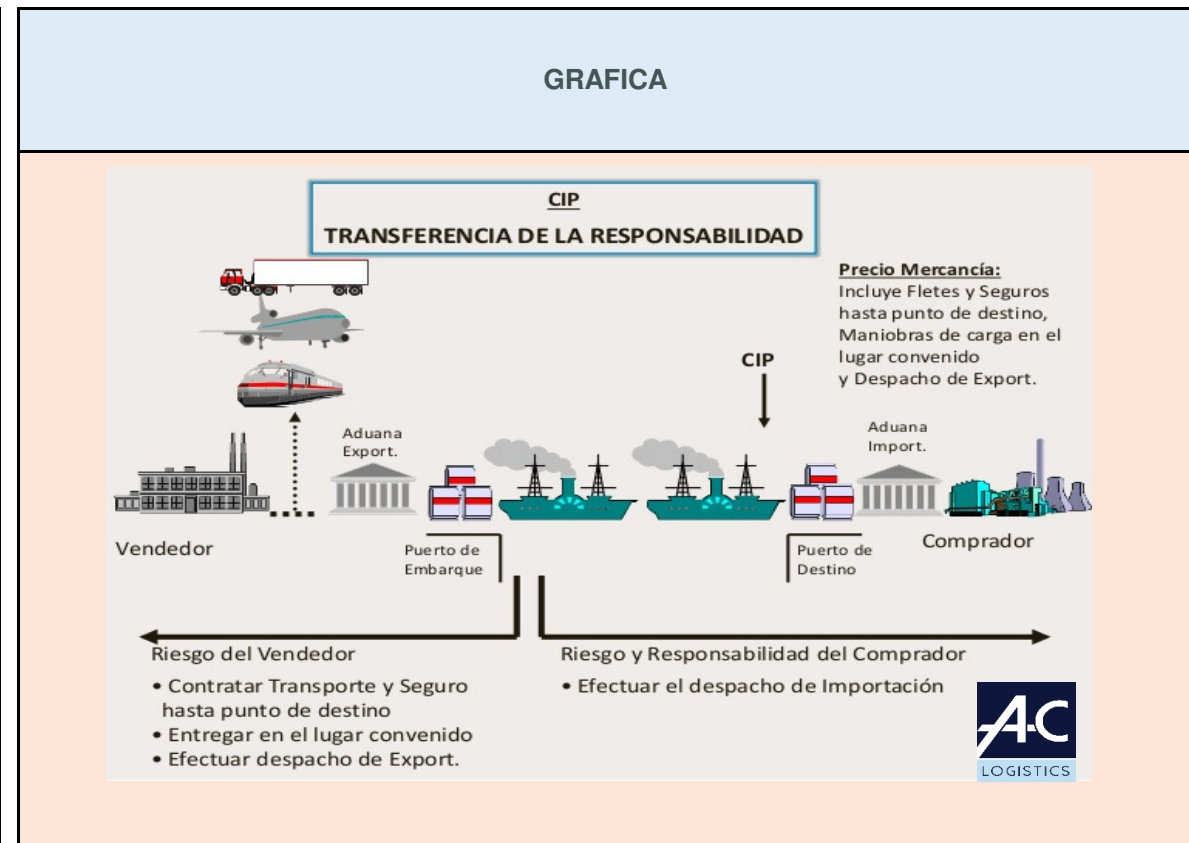 GRAFICA
CIP
TRANSFERENCIA DE LA RESPONSABILIDAD
Precio Mercancía:
Incluye Fletes y Seguros
hasta punto de destino,
Maniobras de carga en el
lugar convenido
y Despacho de Export.
CIP
Aduana
Export.
Aduana
Import.
Vendedor
Puerto de
Embarque
Puerto de
Destino
Comprador
Riesgo del Vendedor
• Contratar Transporte y Seguro
hasta punto de destino
• Entregar en el lugar convenido
• Efectuar despacho de Export.
Riesgo y Responsabilidad del Comprador
• Efectuar el despacho de Importación
A-C
LOGISTICS